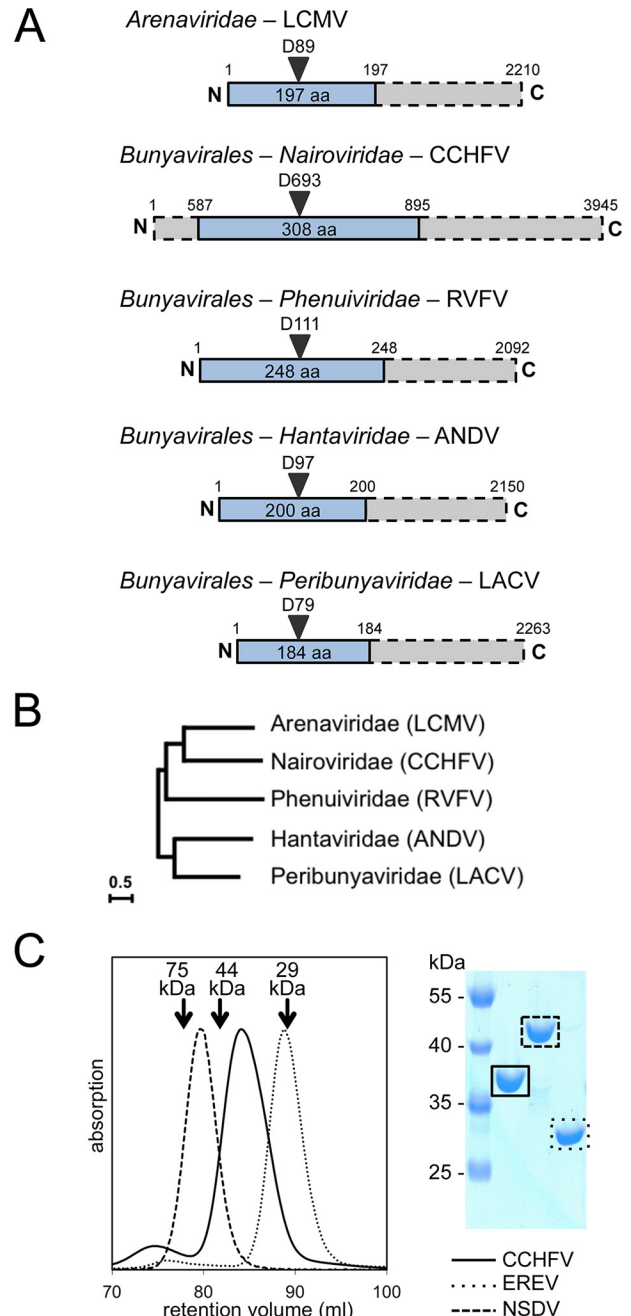 A
Arenaviridae – LCMV
D89
1 197 2210
N 197 aa C
Bunyavirales – Nairoviridae – CCHFV
D693
1 587 895 3945
N 308 aa C
Bunyavirales – Phenuiviridae – RVFV
D111
1 248 2092
N 248 aa C
Bunyavirales – Hantaviridae – ANDV
D97
1 200 2150
N 200 aa C
Bunyavirales – Peribunyaviridae – LACV
D79
1 184 2263
N 184 aa C
B
Arenaviridae (LCMV)
Nairoviridae (CCHFV)
Phenuiviridae (RVFV)
Hantaviridae (ANDV)
Peribunyaviridae (LACV)
0.5
C
75 44 29
kDa kDa kDa
absorption
70 80 90 100
retention volume (ml)
kDa
55 -
40 -
35 -
25 -
CCHFV
EREV
NSDV